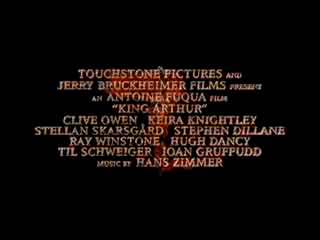 TOUCHSTONE PICTURES AND
JERRY BRUCKHEIMER FILMS PRESENT
AN ANTOINE FUQUA FILM
"KING ARTHUR"
CLIVE OWEN KEIRA KNIGHTLEY
STELLAN SKARSGÅRD STEPHEN DILLANE
RAY WINSTONE HUGH DANCY
TIL SCHWEIGER IOAN GRUFFUDD
MUSIC BY HANS ZIMMER